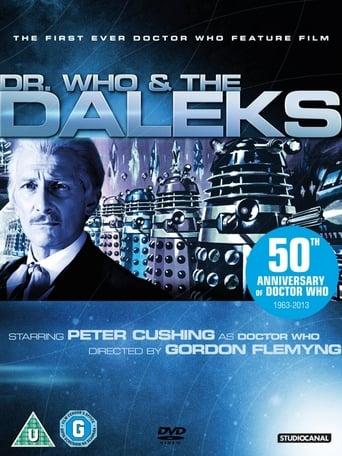 THE FIRST EVER DOCTOR WHO FEATURE FILM
DR. WHO & THE
DALEKS
50TH
ANNIVERSARY
OF DOCTOR WHO
1963-2013
STARRING PETER CUSHING AS DOCTOR WHO
DIRECTED BY GORDON FLEMYNG
U
G
DVD
VIDEO
STUDIOCANAL